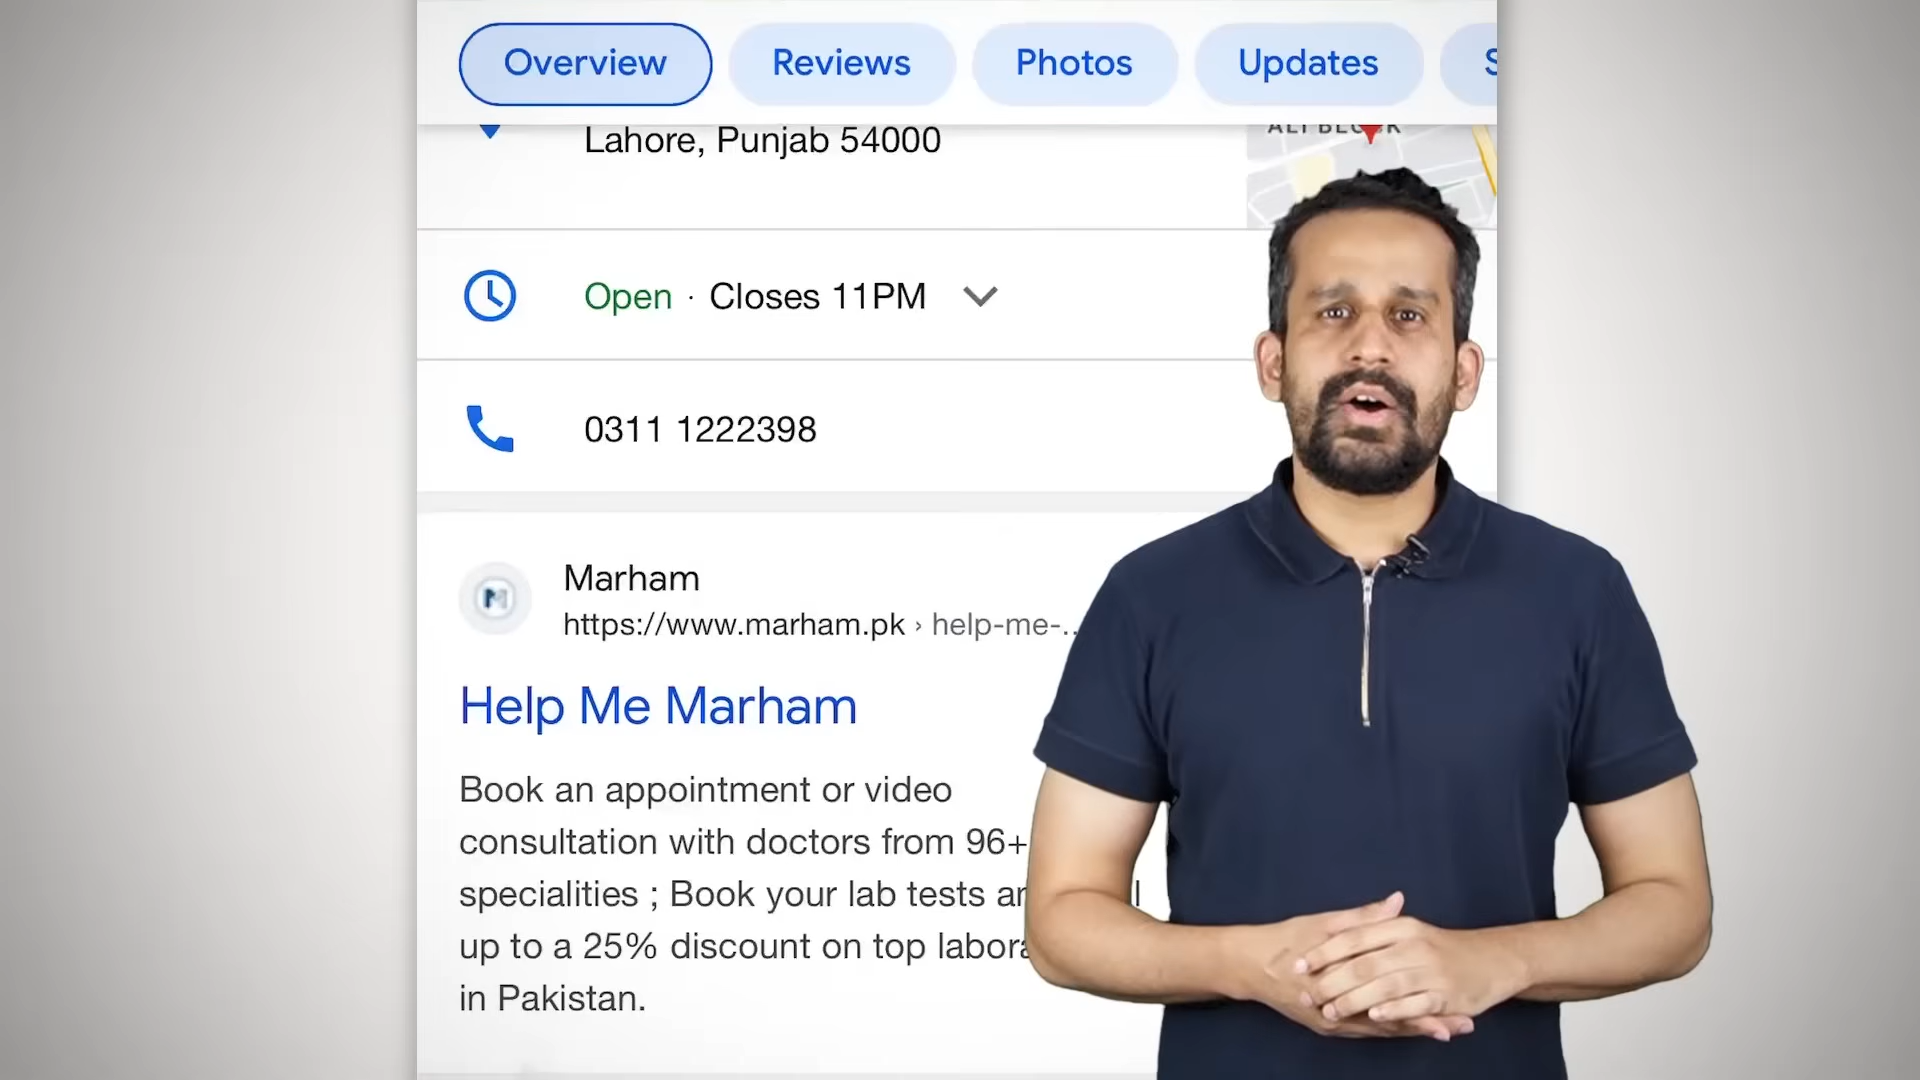 Overview
Reviews
Photos
Updates
Lahore, Punjab 54000
Open · Closes 11PM
0311 1222398
Marham
https://www.marham.pk › help-me-...
Help Me Marham
Book an appointment or video
consultation with doctors from 96+
specialities ; Book your lab tests
up to a 25% discount on top
in Pakistan.